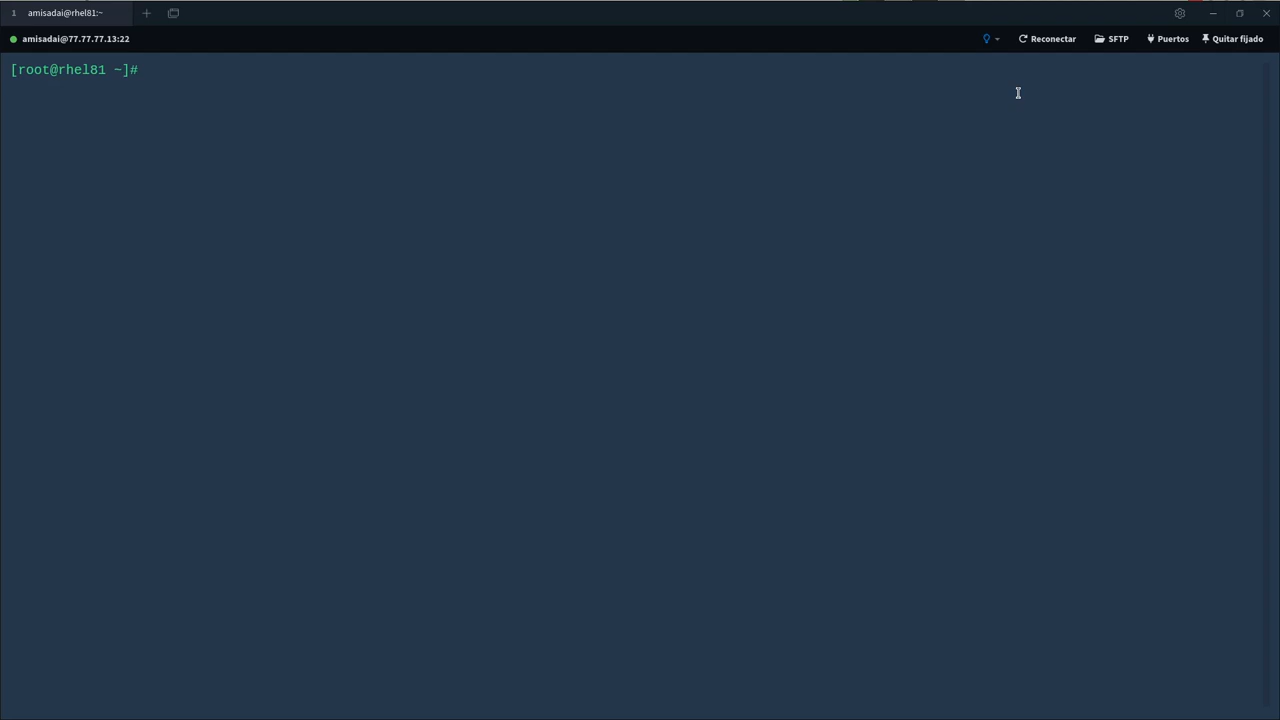 1 amisadai@rhel81:~
amisadai@77.77.77.13:22 Reconectar SFTP Puertos Quitar fijado
[root@rhel81 ~]#